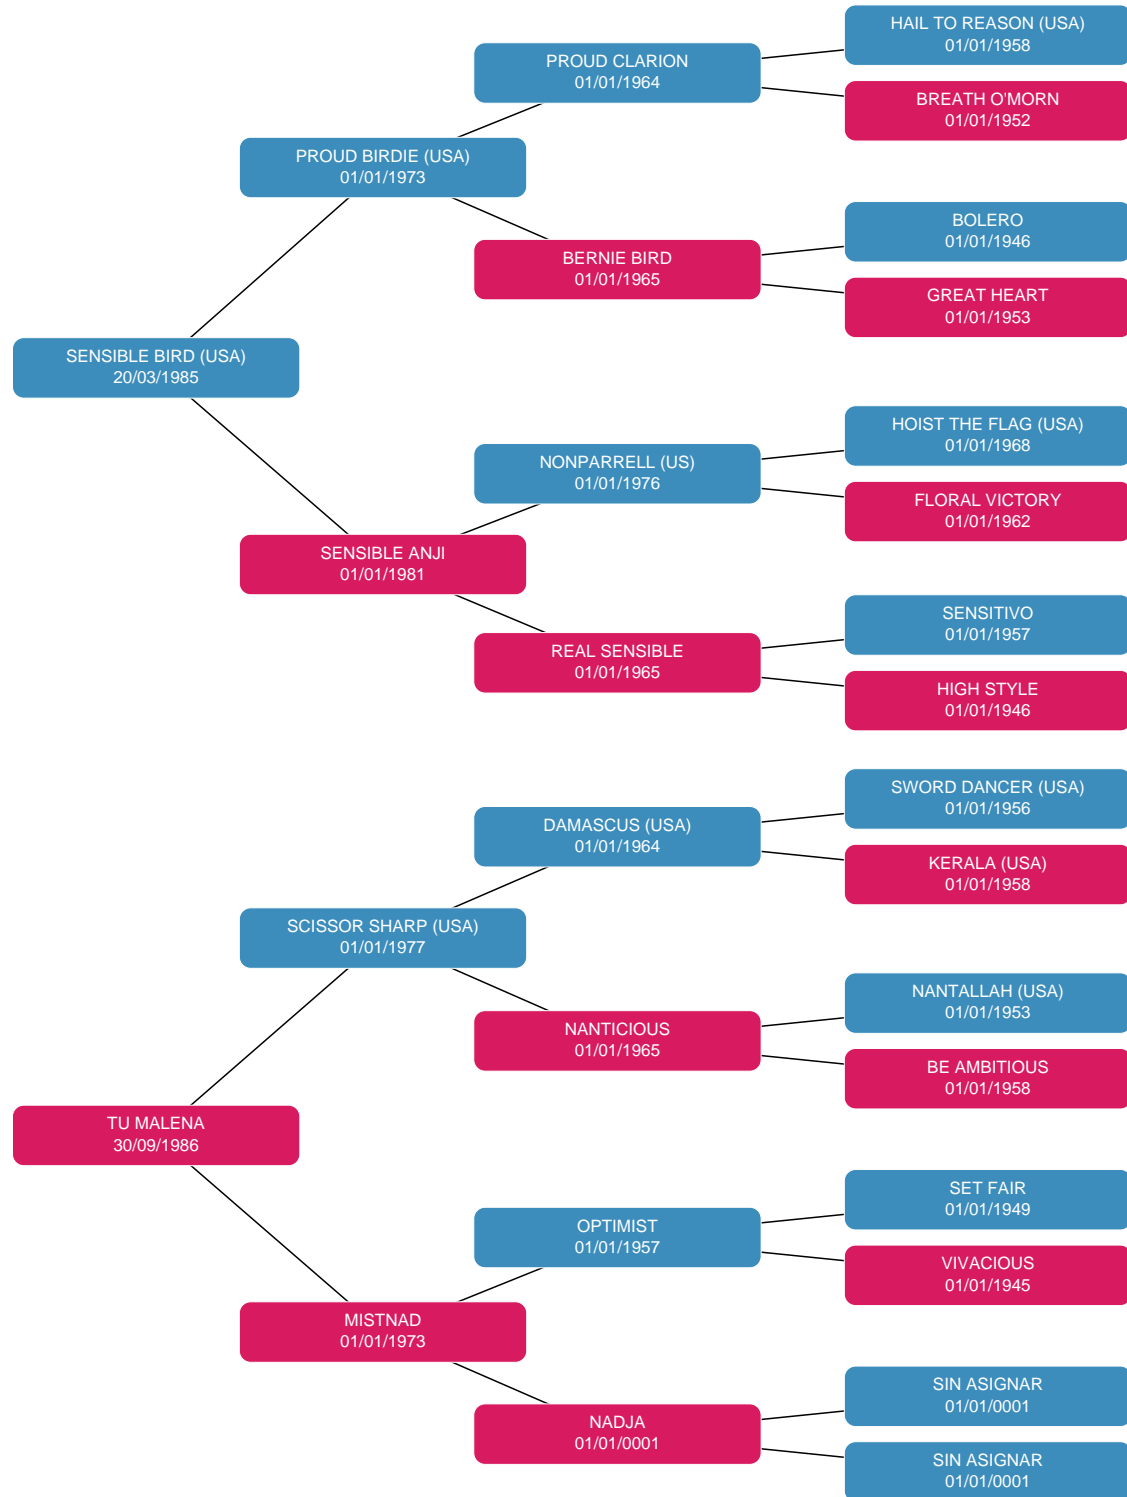 HAIL TO REASON (USA)
01/01/1958
PROUD CLARION
01/01/1964
BREATH O'MORN
01/01/1952
PROUD BIRDIE (USA)
01/01/1973
BOLERO
01/01/1946
BERNIE BIRD
01/01/1965
GREAT HEART
01/01/1953
SENSIBLE BIRD (USA)
20/03/1985
HOIST THE FLAG (USA)
01/01/1968
NONPARRELL (US)
01/01/1976
FLORAL VICTORY
01/01/1962
SENSIBLE ANJI
01/01/1981
SENSITIVO
01/01/1957
REAL SENSIBLE
01/01/1965
HIGH STYLE
01/01/1946
SWORD DANCER (USA)
01/01/1956
DAMASCUS (USA)
01/01/1964
KERALA (USA)
01/01/1958
SCISSOR SHARP (USA)
01/01/1977
NANTALLAH (USA)
01/01/1953
NANTICIOUS
01/01/1965
BE AMBITIOUS
01/01/1958
TU MALENA
30/09/1986
SET FAIR
01/01/1949
OPTIMIST
01/01/1957
VIVACIOUS
01/01/1945
MISTNAD
01/01/1973
SIN ASIGNAR
01/01/0001
NADJA
01/01/0001
SIN ASIGNAR
01/01/0001